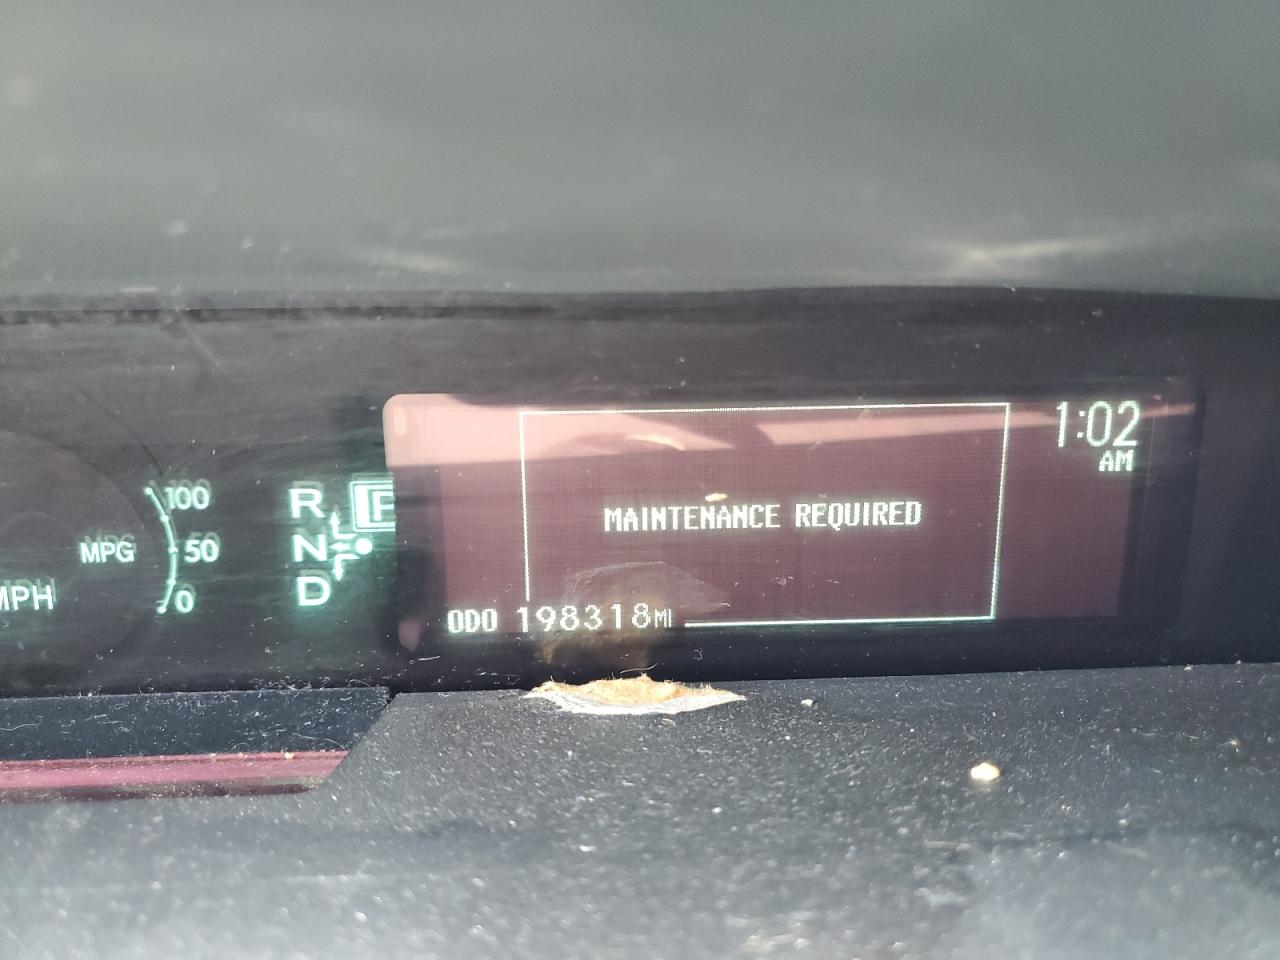 100
MPG
50
MPH
0
R
P
N
D
1:02
AM
MAINTENANCE REQUIRED
ODO 198318MI